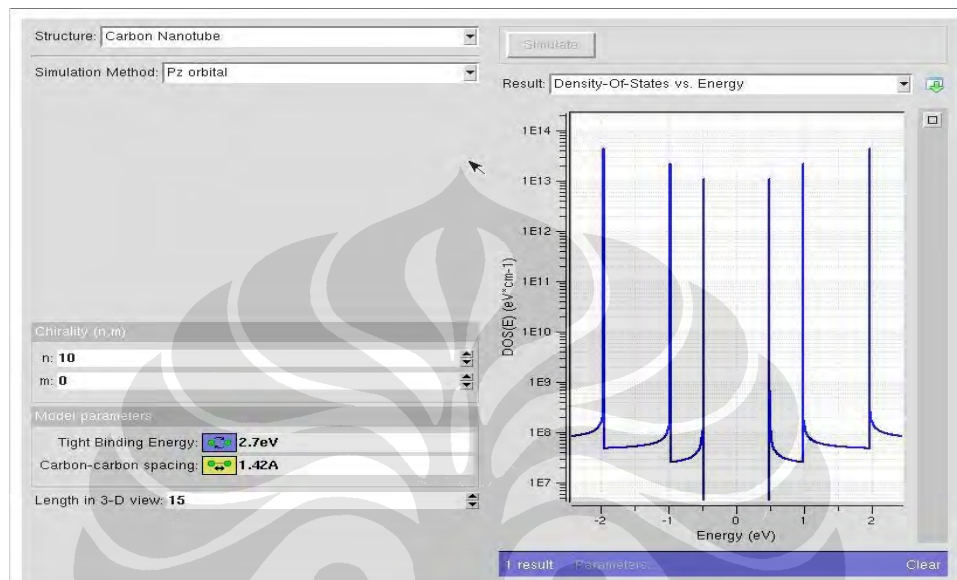 Structure: Carbon Nanotube
Simulation Method: Pz orbital
Chirality (n,m)
n: 10
m: 0
Model parameters
Tight Binding Energy: 2.7eV
Carbon-carbon spacing: 1.42A
Length in 3-D view: 15
Simulate
Result: Density-Of-States vs. Energy
1E14
1E13
1E12
1E11
1E10
1E9
1E8
1E7
DOS(E) (eV*cm-1)
-2 -1 0 1 2
Energy (eV)
1 result Parameters... Clear